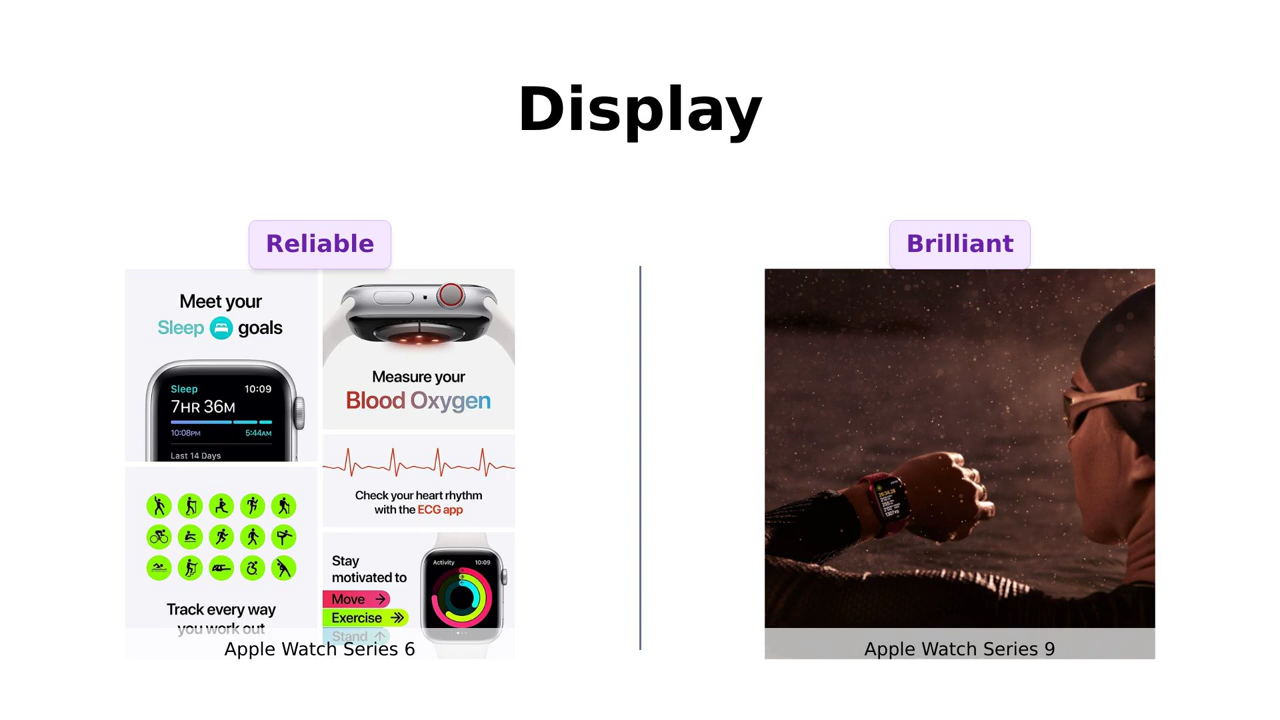 Display
Reliable
Meet your
Sleep goals
Sleep 10:09
7HR 36M
10:08PM 5:44AM
Last 14 Days
Measure your
Blood Oxygen
Check your heart rhythm
with the ECG app
Track every way
you work out
Stay
motivated to
Move
Exercise
Stand
Activity 10:09
Apple Watch Series 6
Brilliant
Apple Watch Series 9